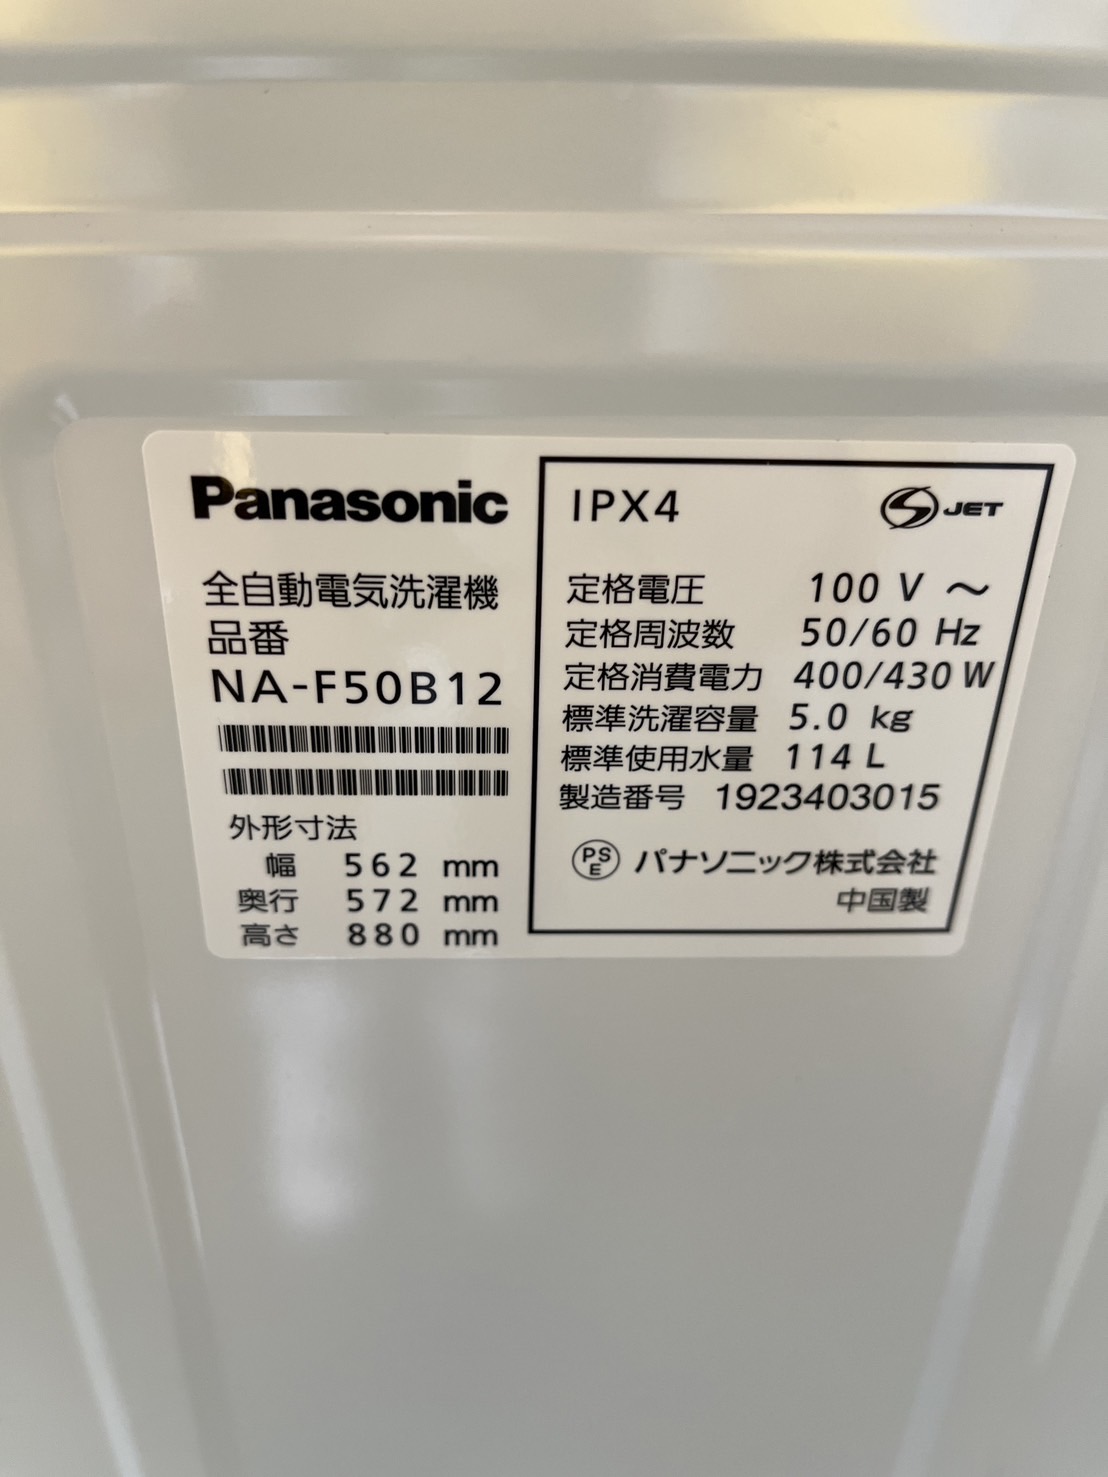 Panasonic
全自動電気洗濯機
品番
NA-F50B12
外形寸法
幅 562 mm
奥行 572 mm
高さ 880 mm
IPX4
S JET
定格電圧 100 V ～
定格周波数 50/60 Hz
定格消費電力 400/430 W
標準洗濯容量 5.0 kg
標準使用水量 114 L
製造番号 1923403015
PS
E パナソニック株式会社
中国製